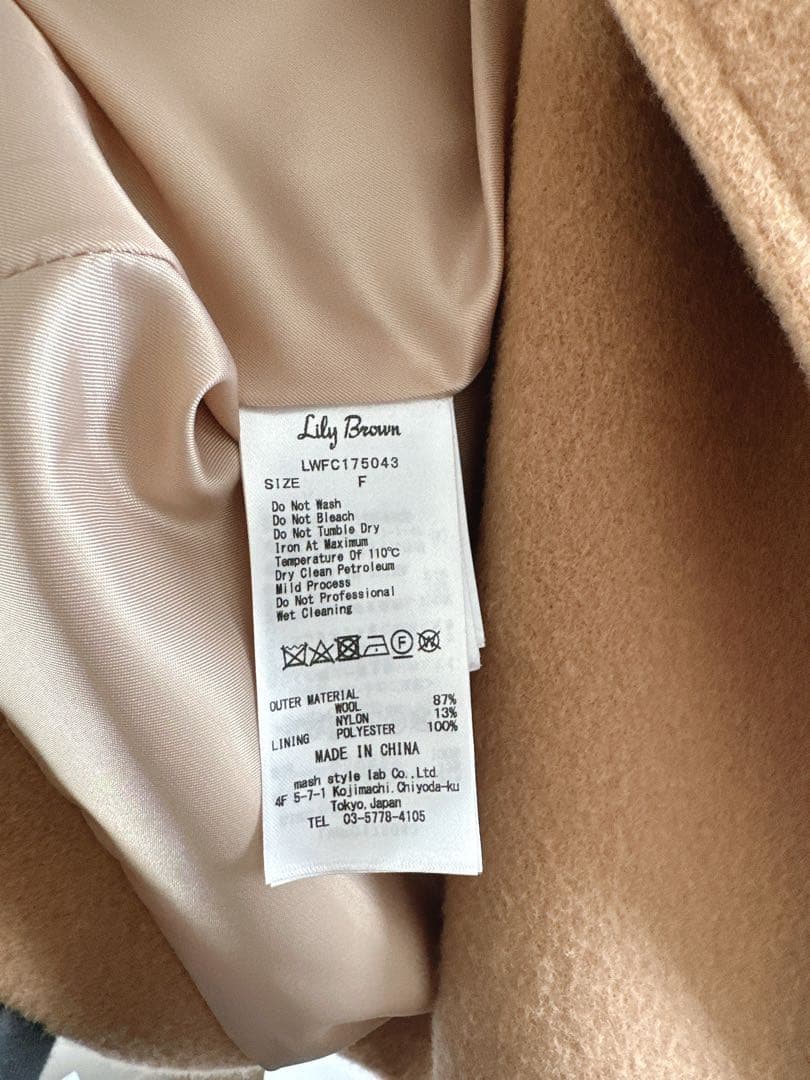 Lily Brown
LWFC175043
SIZE F
Do Not Wash
Do Not Bleach
Do Not Tumble Dry
Iron At Maximum
Temperature Of 110℃
Dry Clean Petroleum
Mild Process
Do Not Professional
Wet Cleaning
F W
OUTER MATERIAL
WOOL 87%
NYLON 13%
LINING POLYESTER 100%
MADE IN CHINA
mash style lab Co.,Ltd
4F 5-7-1 Kojimachi,Chiyoda-ku
Tokyo,Japan
TEL 03-5778-4105